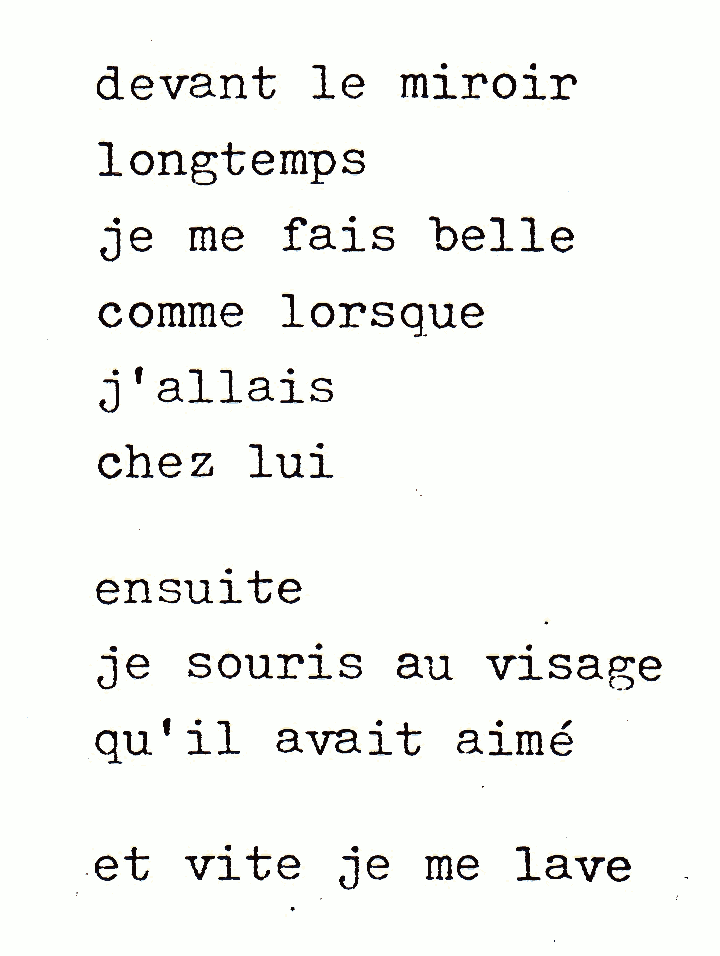 devant le miroir
longtemps
je me fais belle
comme lorsque
j'allais
chez lui
ensuite
je souris au visage
qu'il avait aimé
et vite je me lave